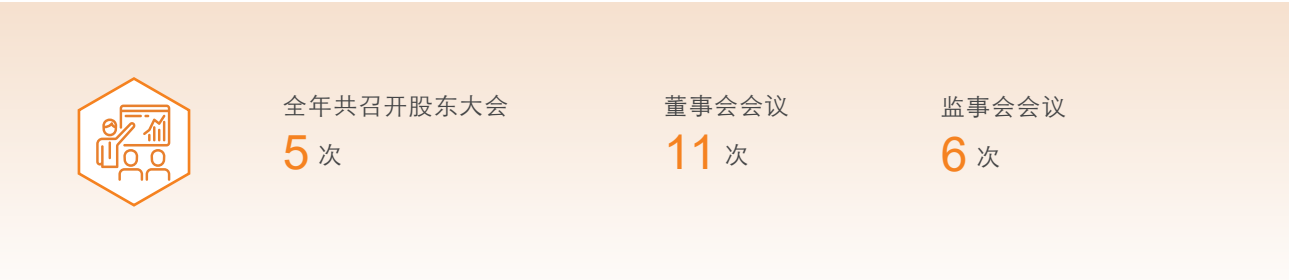 全年共召开股东大会
5 次
董事会会议
11 次
监事会会议
6 次